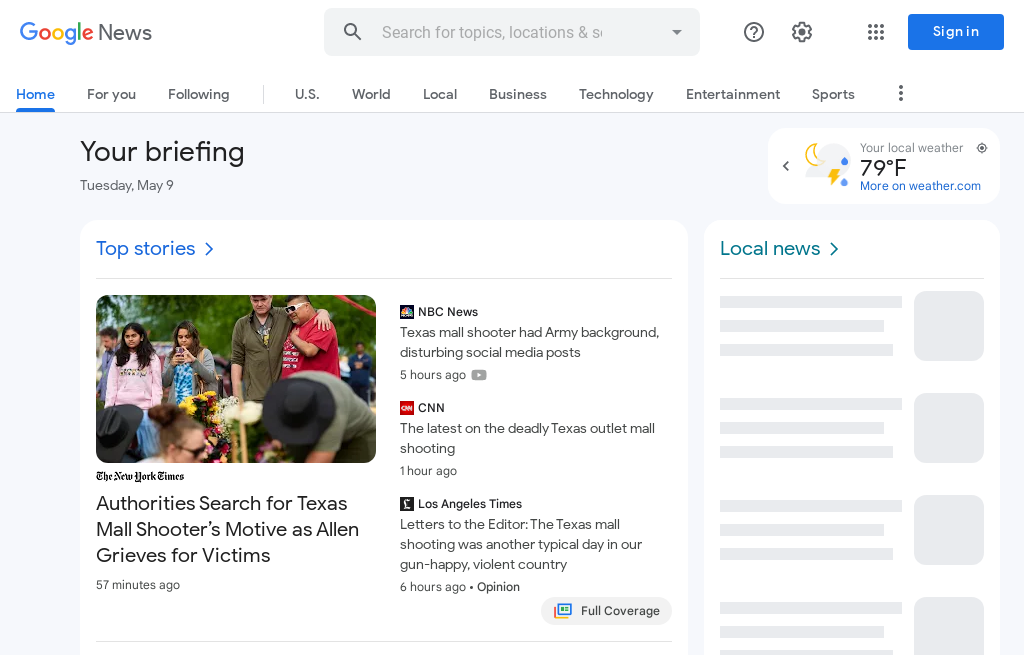 Google News
Search for topics, locations & s
Sign in
Home
For you
Following
U.S.
World
Local
Business
Technology
Entertainment
Sports
Your briefing
Tuesday, May 9
Your local weather
79°F
More on weather.com
Top stories
The New York Times
Authorities Search for Texas
Mall Shooter’s Motive as Allen
Grieves for Victims
57 minutes ago
NBC News
Texas mall shooter had Army background,
disturbing social media posts
5 hours ago
CNN
CNN
The latest on the deadly Texas outlet mall
shooting
1 hour ago
Los Angeles Times
Letters to the Editor: The Texas mall
shooting was another typical day in our
gun-happy, violent country
6 hours ago • Opinion
Full Coverage
Local news